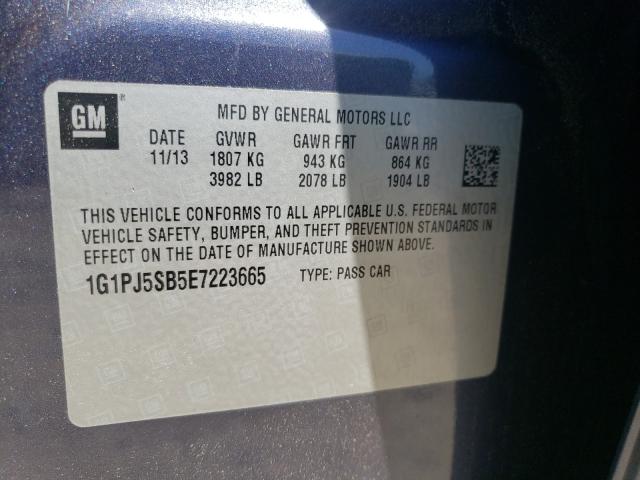 GM
MFD BY GENERAL MOTORS LLC
DATE GVWR GAWR FRT GAWR RR
11/13 1807 KG 943 KG 864 KG
3982 LB 2078 LB 1904 LB
THIS VEHICLE CONFORMS TO ALL APPLICABLE U.S. FEDERAL MOTOR
VEHICLE SAFETY, BUMPER, AND THEFT PREVENTION STANDARDS IN
EFFECT ON THE DATE OF MANUFACTURE SHOWN ABOVE.
1G1PJ5SB5E7223665 TYPE: PASS CAR